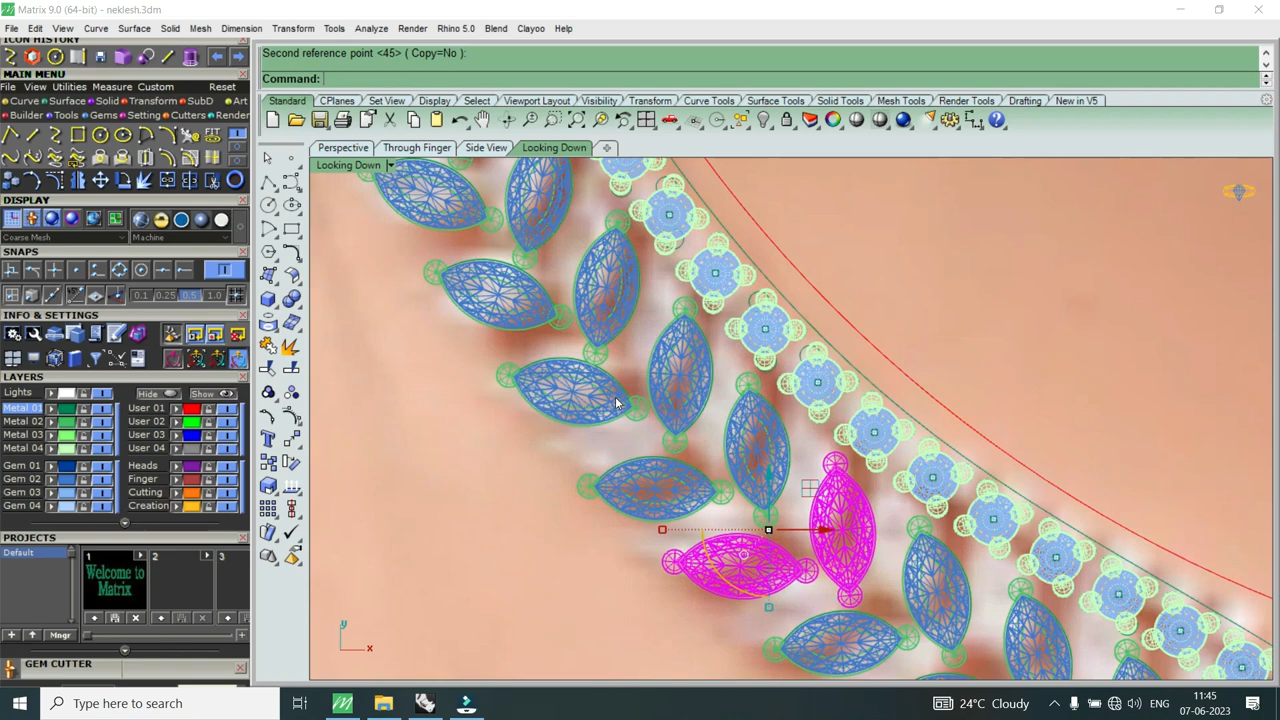 Matrix 9.0 (64-bit) - neklesh.3dm
File Edit View Curve Surface Solid Mesh Dimension Transform Tools Analyze Render Rhino 5.0 Blend Clayoo Help
ICON HISTORY
Second reference point <45> ( Copy=No ):
MAIN MENU
Command:
File View Utilities Measure Custom Reset
Curve Surface Solid Transform SubD Art
Builder Tools Gems Setting Cutters Render
Standard CPlanes Set View Display Select Viewport Layout Visibility Transform Curve Tools Surface Tools Solid Tools Mesh Tools Render Tools Drafting New in V5
Perspective Through Finger Side View Looking Down
Looking Down
DISPLAY
Coarse Mesh Machine
SNAPS
0.1 0.25 0.5 1.0
INFO & SETTINGS
LAYERS
Lights Hide Show
Metal 01 User 01
Metal 02 User 02
Metal 03 User 03
Metal 04 User 04
Gem 01 Heads
Gem 02 Finger
Gem 03 Cutting
Gem 04 Creation
PROJECTS
Default 1 2 3
Welcome to
Matrix
Mngr
GEM CUTTER
y
x
Type here to search
24°C Cloudy
ENG
11:45
07-06-2023